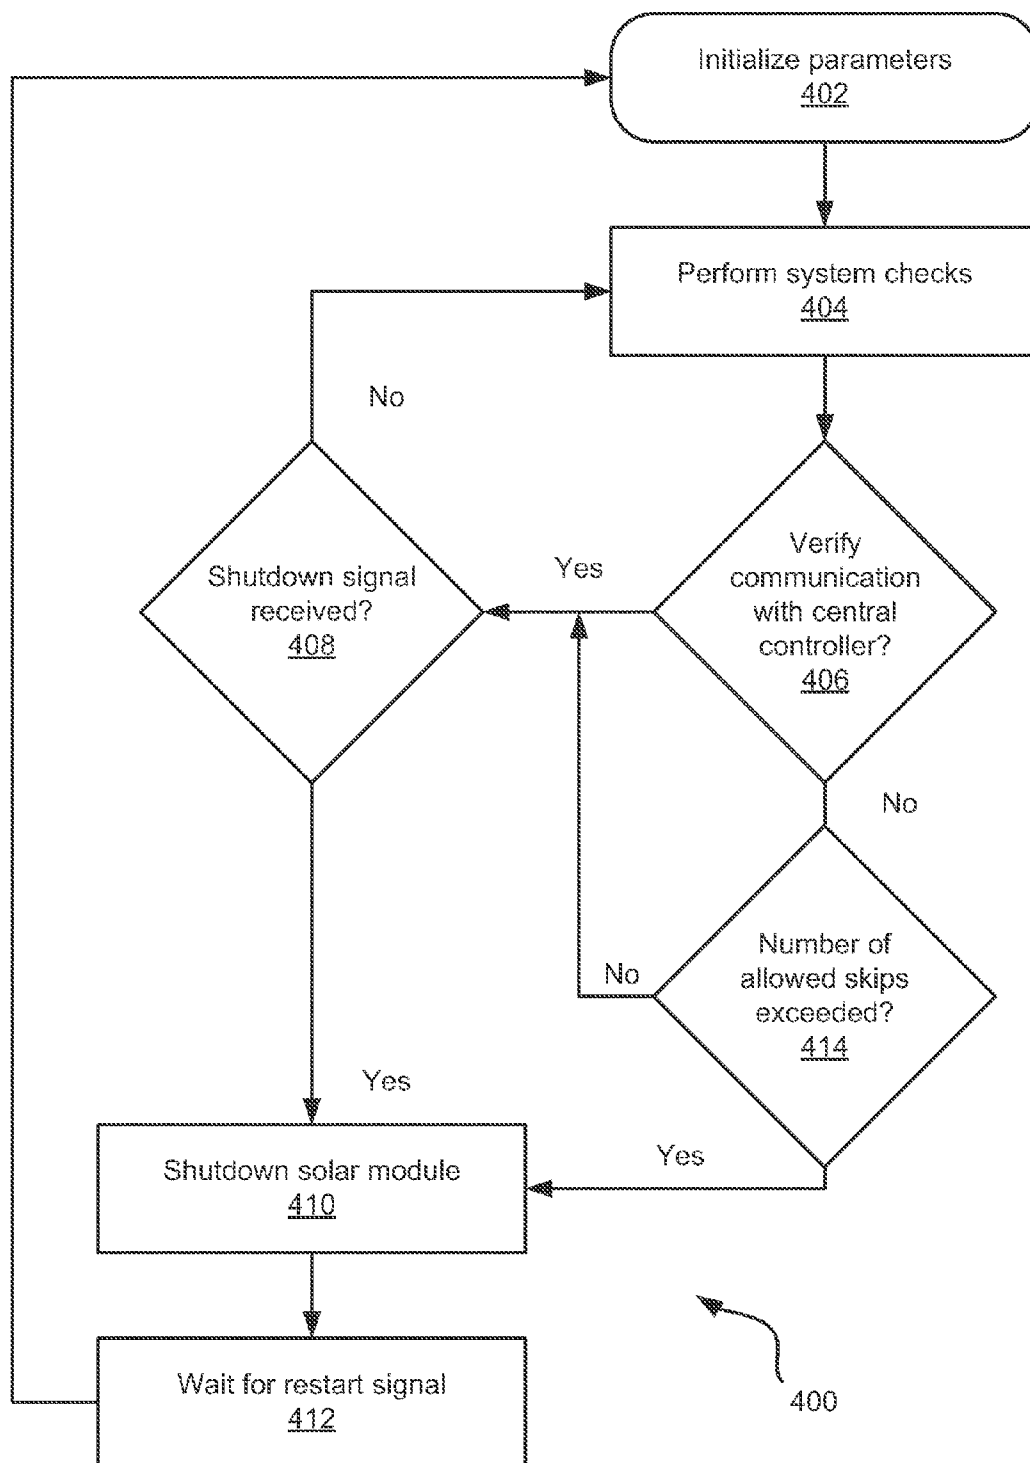 Initialize parameters
402
Perform system checks
404
No
Verify
communication
with central
controller?
406
Yes
Shutdown signal
received?
408
No
Number of
allowed skips
exceeded?
414
No
Yes
Yes
Shutdown solar module
410
Wait for restart signal
412
400